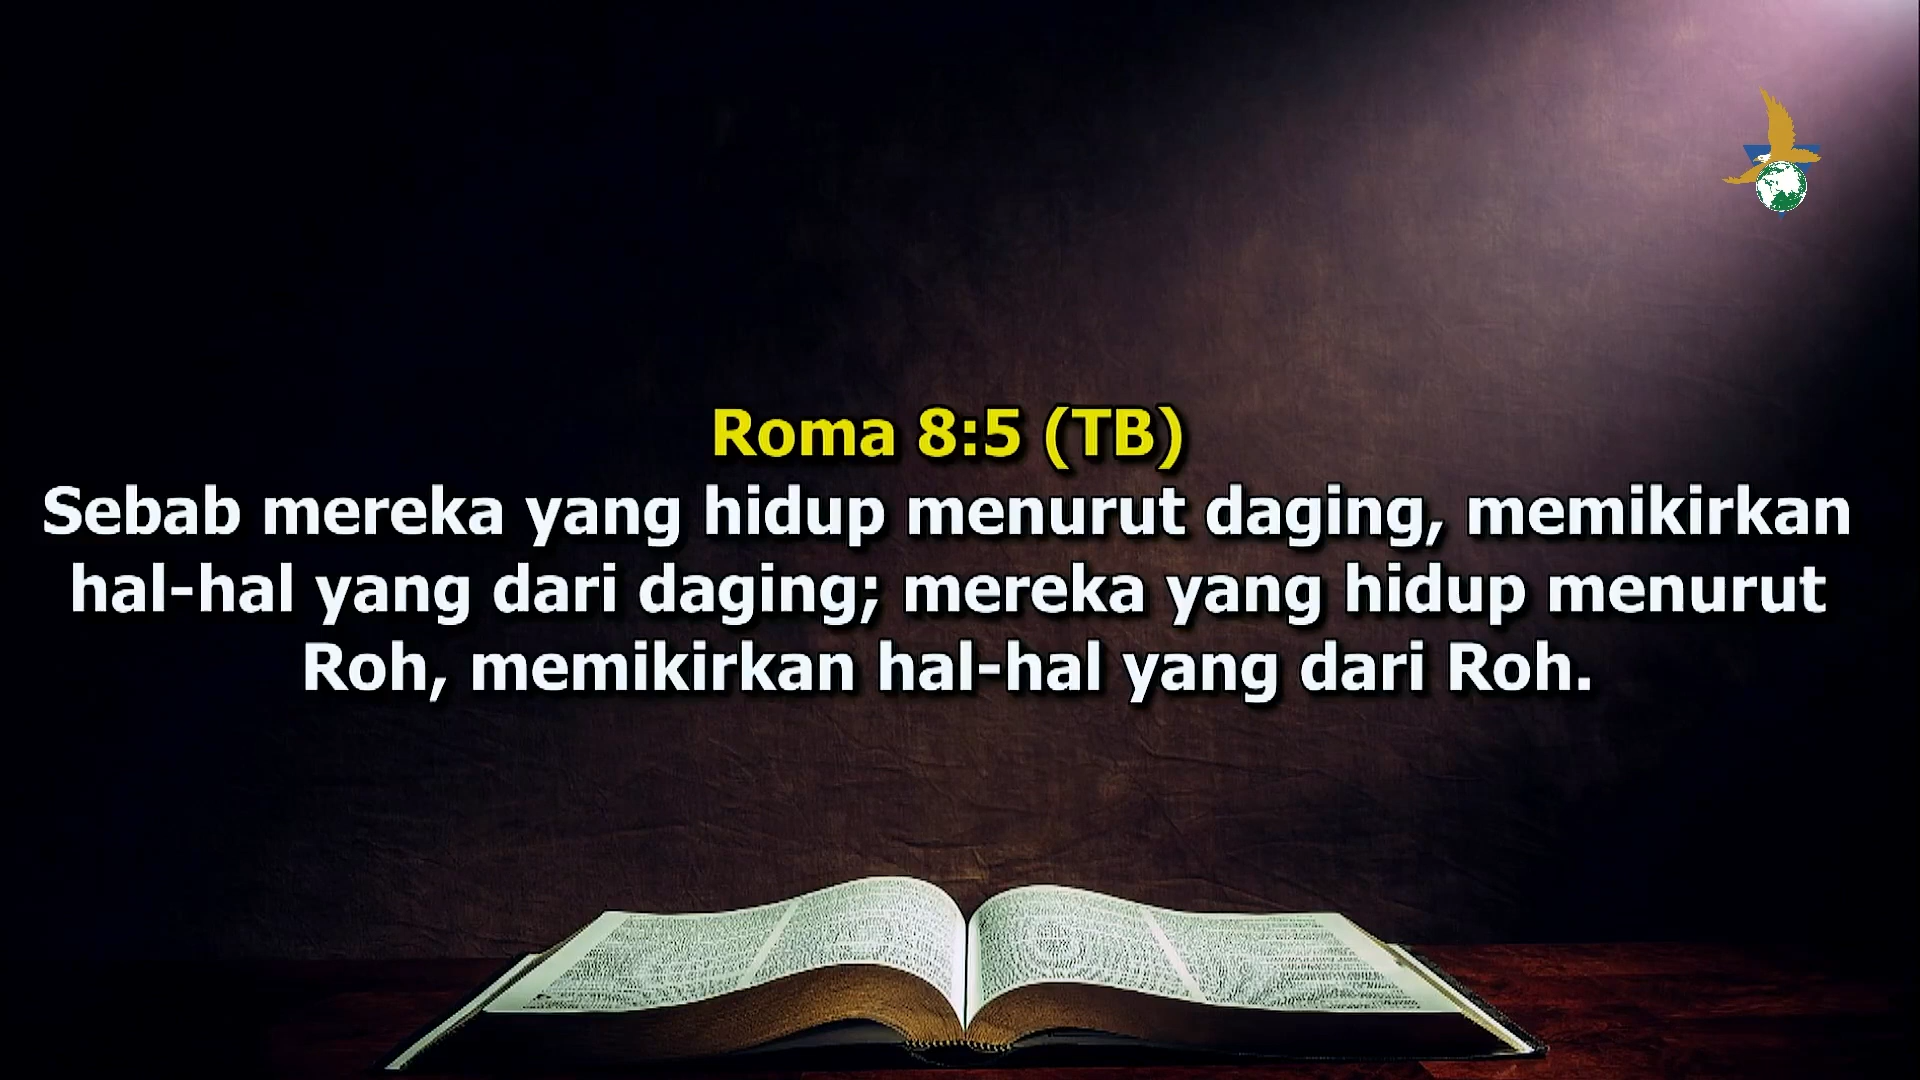 Roma 8:5 (TB)
Sebab mereka yang hidup menurut daging, memikirkan
hal-hal yang dari daging; mereka yang hidup menurut
Roh, memikirkan hal-hal yang dari Roh.